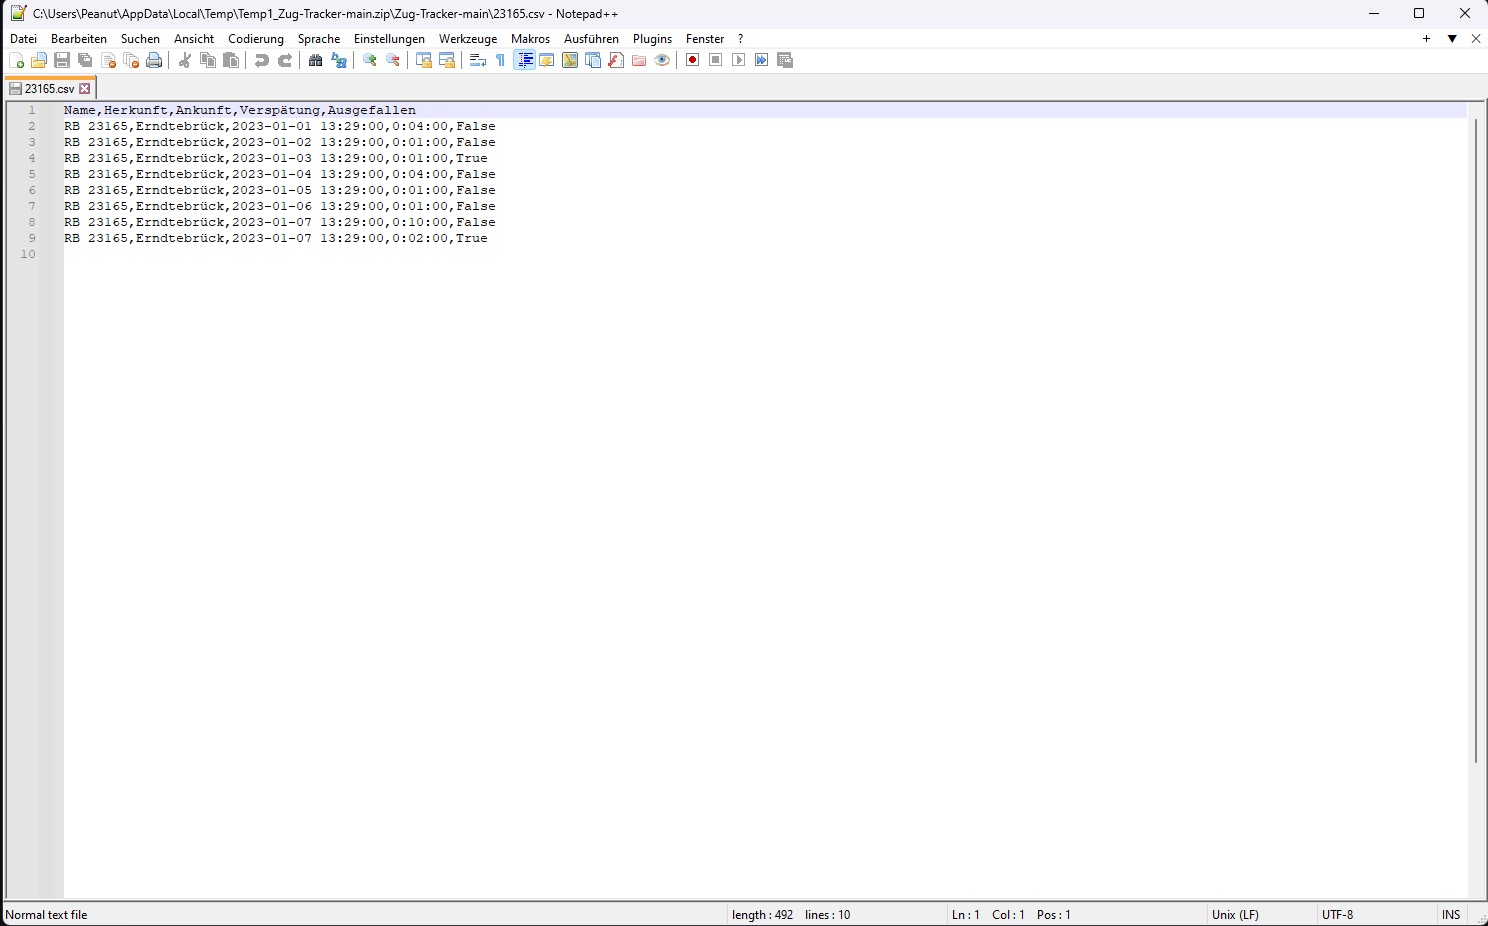 C:\Users\Peanut\AppData\Local\Temp\Temp1_Zug-Tracker-main.zip\Zug-Tracker-main\23165.csv - Notepad++
Datei Bearbeiten Suchen Ansicht Codierung Sprache Einstellungen Werkzeuge Makros Ausführen Plugins Fenster ?
23165.csv
1 Name,Herkunft,Ankunft,Verspätung,Ausgefallen
2 RB 23165,Erndtebrück,2023-01-01 13:29:00,0:04:00,False
3 RB 23165,Erndtebrück,2023-01-02 13:29:00,0:01:00,False
4 RB 23165,Erndtebrück,2023-01-03 13:29:00,0:01:00,True
5 RB 23165,Erndtebrück,2023-01-04 13:29:00,0:04:00,False
6 RB 23165,Erndtebrück,2023-01-05 13:29:00,0:01:00,False
7 RB 23165,Erndtebrück,2023-01-06 13:29:00,0:01:00,False
8 RB 23165,Erndtebrück,2023-01-07 13:29:00,0:10:00,False
9 RB 23165,Erndtebrück,2023-01-07 13:29:00,0:02:00,True
10
Normal text file length : 492 lines : 10 Ln : 1 Col : 1 Pos : 1 Unix (LF) UTF-8 INS